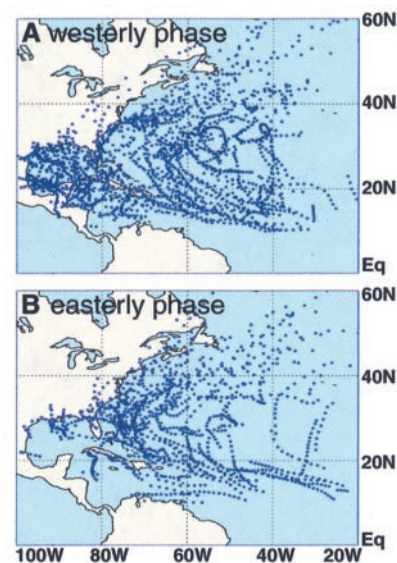 A westerly phase
60N
40N
20N
Eq
B easterly phase
60N
40N
20N
Eq
100W 80W 60W 40W 20W